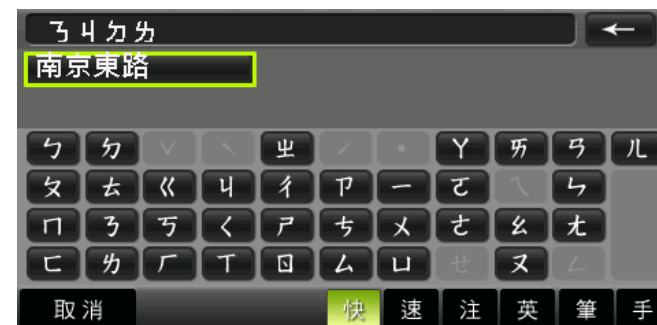 ㄋㄐㄉㄌ
←
南京東路
ㄅ ㄉ ˇ ˋ ㄓ ˊ ˙ ㄚ ㄞ ㄢ ㄦ
ㄆ ㄊ ㄍ ㄐ ㄔ ㄗ ㄧ ㄛ ㄟ ㄣ
ㄇ ㄋ ㄎ ㄑ ㄕ ㄘ ㄨ ㄜ ㄠ ㄤ
ㄈ ㄌ ㄏ ㄒ ㄖ ㄙ ㄩ ㄝ ㄡ ㄥ
取消 快 速 注 英 筆 手